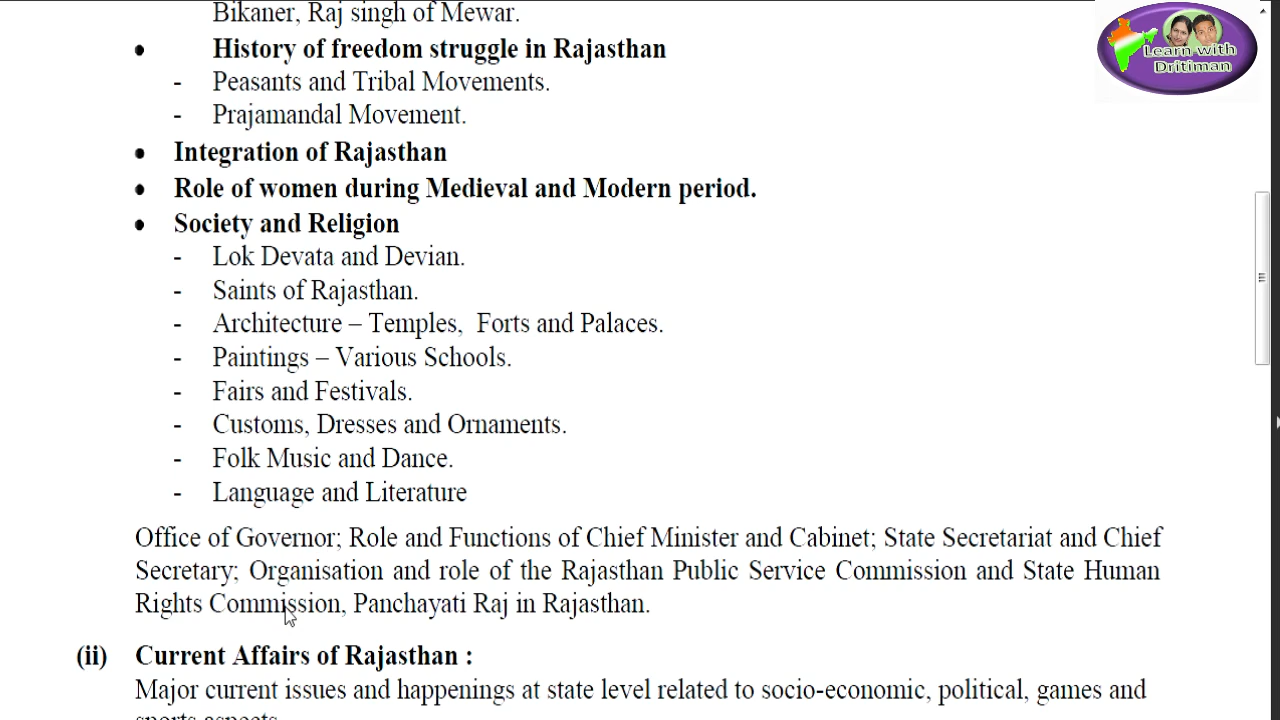 Bikaner, Raj singh of Mewar.
• History of freedom struggle in Rajasthan
- Peasants and Tribal Movements.
- Prajamandal Movement.
• Integration of Rajasthan
• Role of women during Medieval and Modern period.
• Society and Religion
- Lok Devata and Devian.
- Saints of Rajasthan.
- Architecture – Temples, Forts and Palaces.
- Paintings – Various Schools.
- Fairs and Festivals.
- Customs, Dresses and Ornaments.
- Folk Music and Dance.
- Language and Literature
Office of Governor; Role and Functions of Chief Minister and Cabinet; State Secretariat and Chief
Secretary; Organisation and role of the Rajasthan Public Service Commission and State Human
Rights Commission, Panchayati Raj in Rajasthan.
(ii) Current Affairs of Rajasthan :
Major current issues and happenings at state level related to socio-economic, political, games and
sports aspects.
Learn with
Dritiman